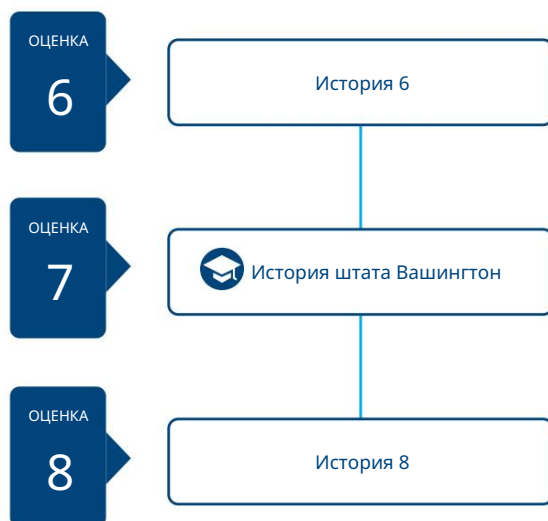 ОЦЕНКА
6
История 6
ОЦЕНКА
7
История штата Вашингтон
ОЦЕНКА
8
История 8